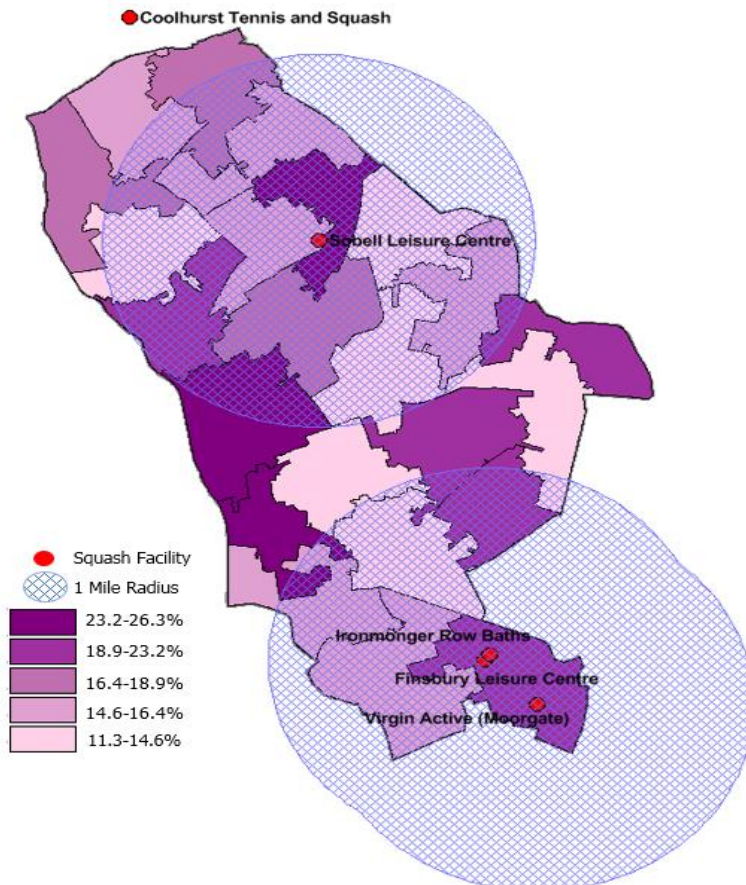 Coolhurst Tennis and Squash
Sobell Leisure Centre
Squash Facility
1 Mile Radius
23.2-26.3%
18.9-23.2%
16.4-18.9%
14.6-16.4%
11.3-14.6%
Ironmonger Row Baths
Finsbury Leisure Centre
Virgin Active (Moorgate)